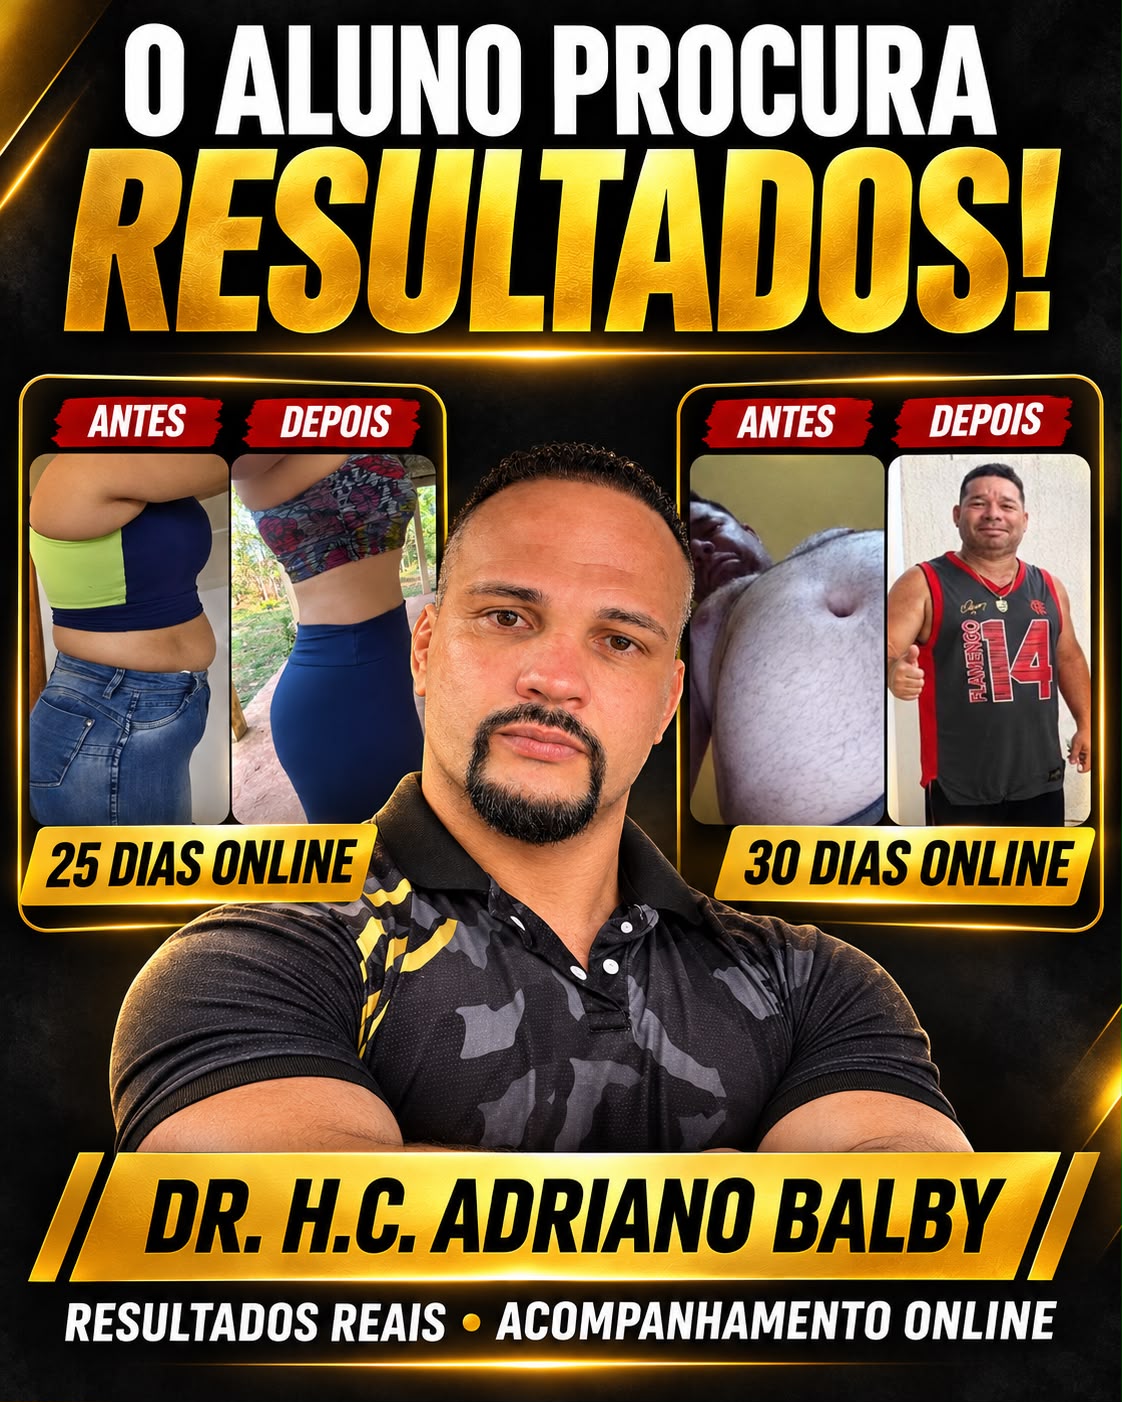 O ALUNO PROCURA
RESULTADOS!
ANTES
DEPOIS
25 DIAS ONLINE
ANTES
DEPOIS
FLAMENGO
14
30 DIAS ONLINE
DR. H.C. ADRIANO BALBY
RESULTADOS REAIS • ACOMPANHAMENTO ONLINE